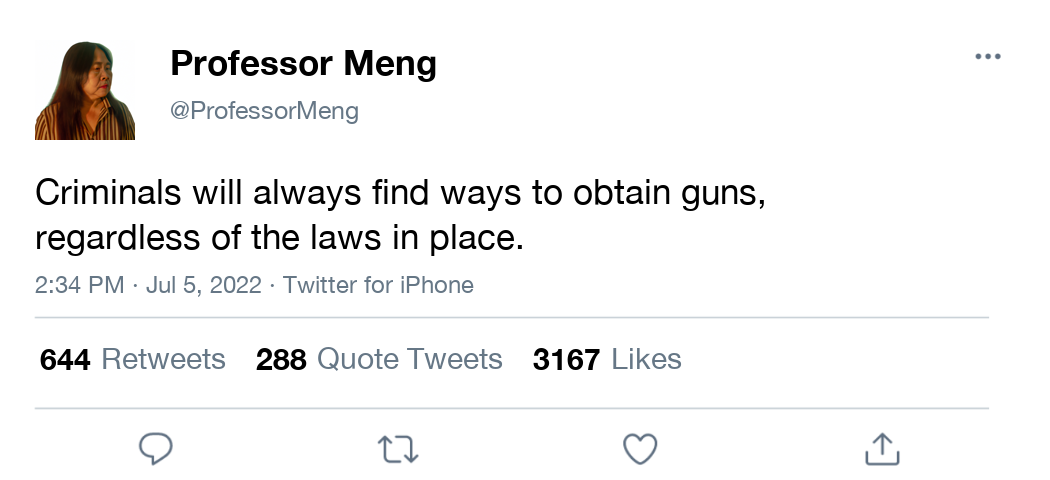 Professor Meng
@ProfessorMeng
Criminals will always find ways to obtain guns,
regardless of the laws in place.
2:34 PM · Jul 5, 2022 · Twitter for iPhone
644 Retweets 288 Quote Tweets 3167 Likes